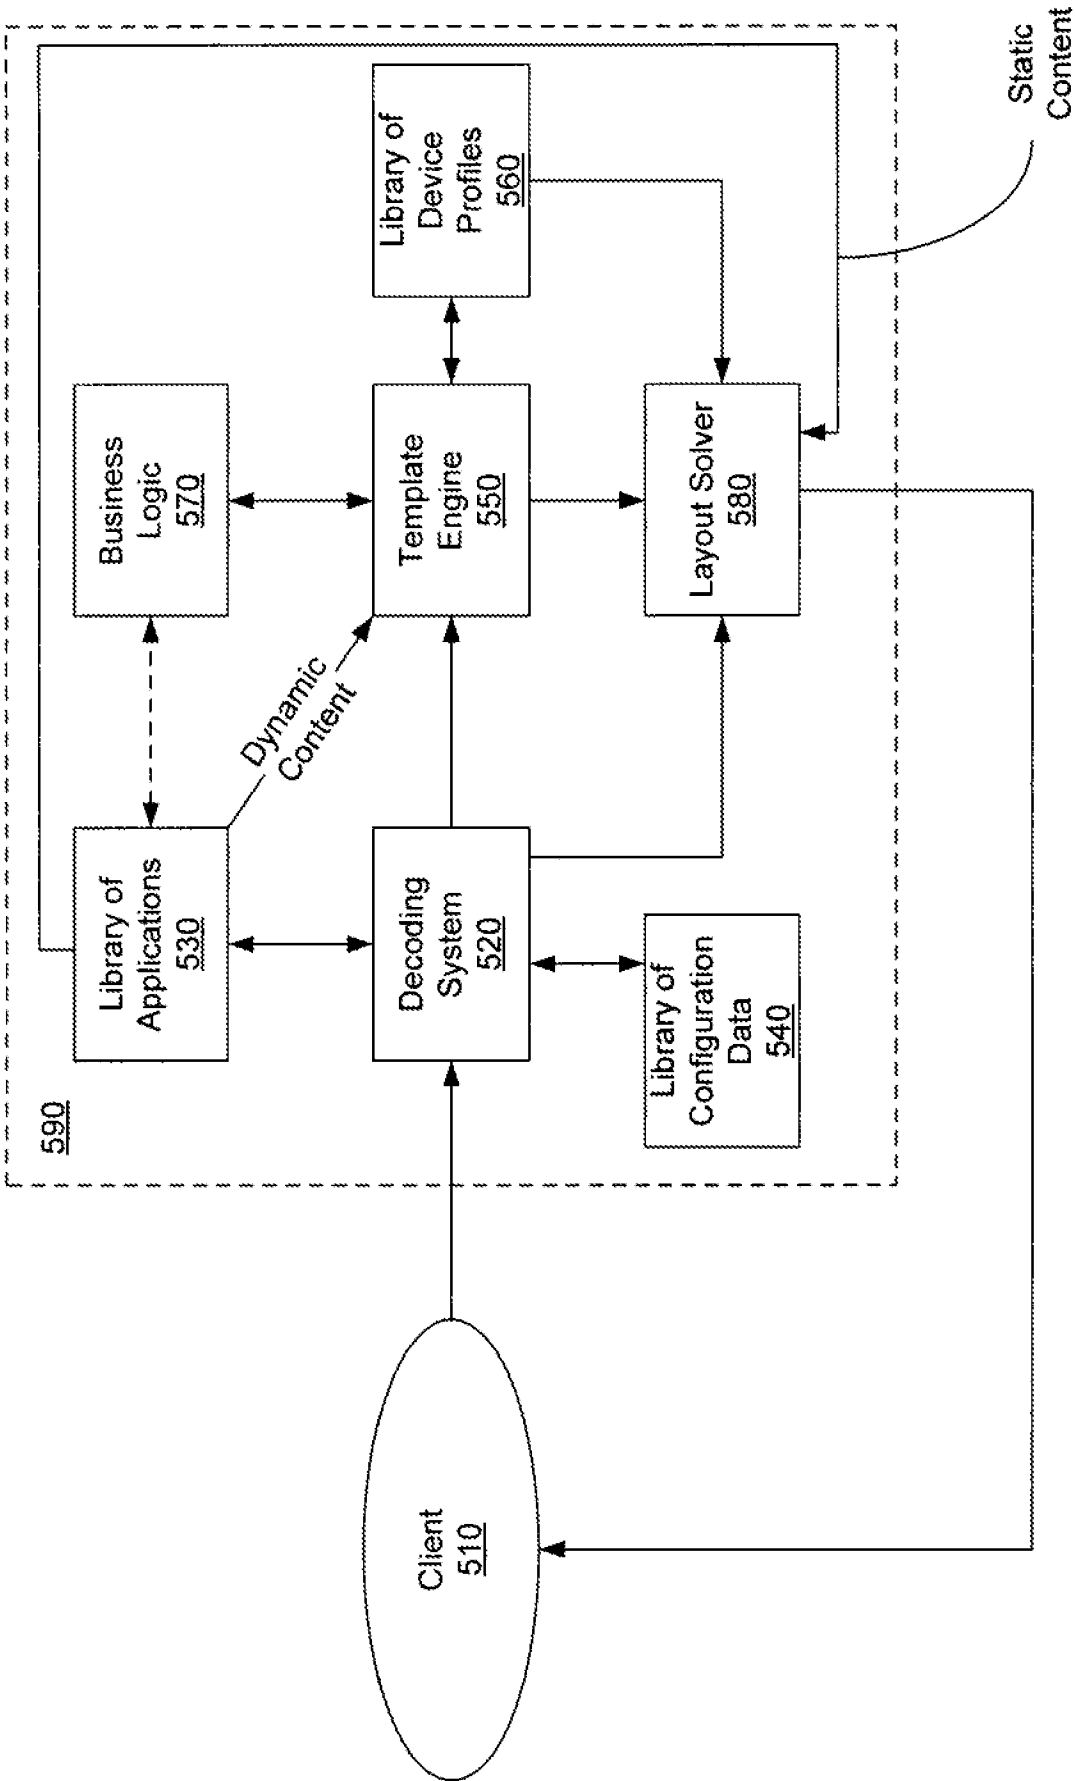 590
Library of
Applications
530
Business
Logic
570
Dynamic
Content
Client
510
Decoding
System
520
Template
Engine
550
Library of
Device
Profiles
560
Library of
Configuration
Data
540
Layout Solver
580
Static
Content